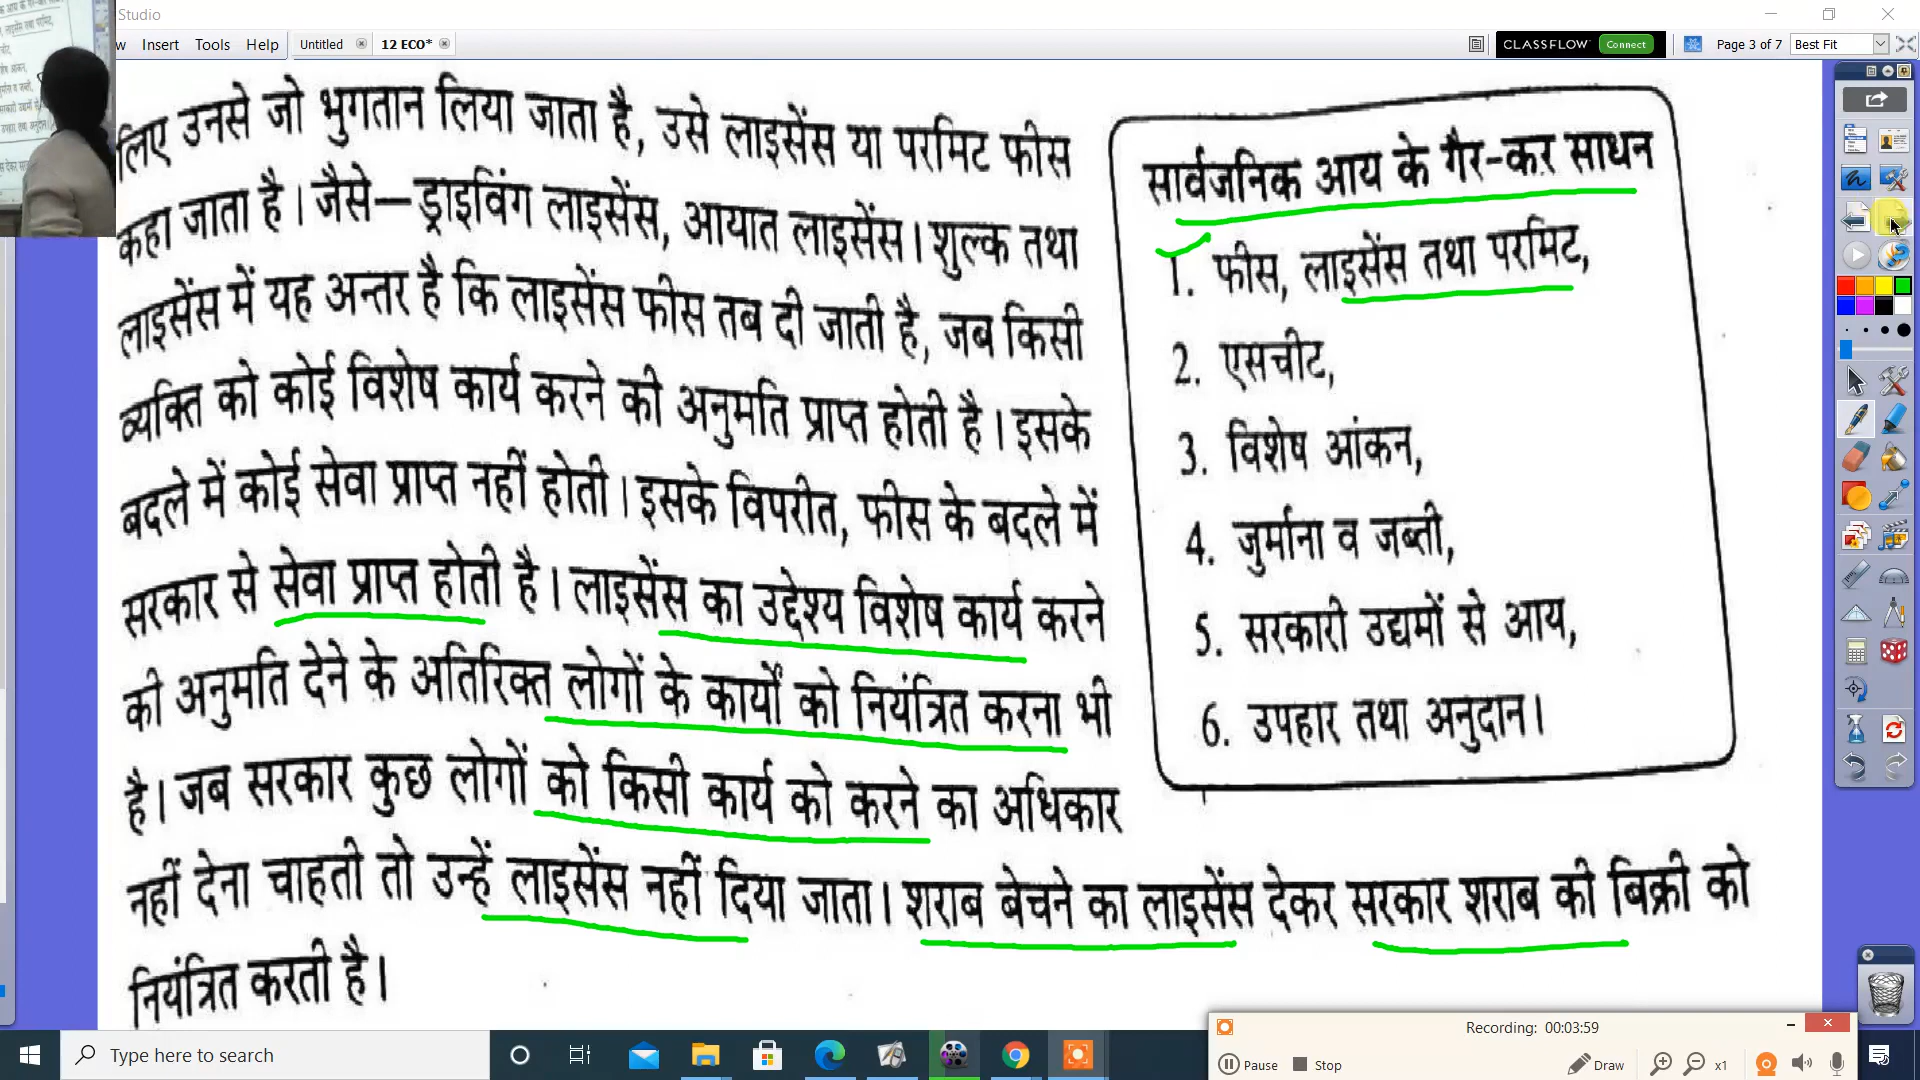 Studio
w Insert Tools Help Untitled 12 ECO* CLASSFLOW Connect Page 3 of 7 Best Fit
लिए उनसे जो भुगतान लिया जाता है, उसे लाइसेंस या परमिट फीस
कहा जाता है। जैसे—ड्राइविंग लाइसेंस, आयात लाइसेंस। शुल्क तथा
लाइसेंस में यह अन्तर है कि लाइसेंस फीस तब दी जाती है, जब किसी
व्यक्ति को कोई विशेष कार्य करने की अनुमति प्राप्त होती है। इसके
बदले में कोई सेवा प्राप्त नहीं होती। इसके विपरीत, फीस के बदले में
सरकार से सेवा प्राप्त होती है। लाइसेंस का उद्देश्य विशेष कार्य करने
की अनुमति देने के अतिरिक्त लोगों के कार्यों को नियंत्रित करना भी
है। जब सरकार कुछ लोगों को किसी कार्य को करने का अधिकार
नहीं देना चाहती तो उन्हें लाइसेंस नहीं दिया जाता। शराब बेचने का लाइसेंस देकर सरकार शराब की बिक्री को
नियंत्रित करती है।
सार्वजनिक आय के गैर-कर साधन
1. फीस, लाइसेंस तथा परमिट,
2. एसचीट,
3. विशेष आंकन,
4. जुर्माना व जब्ती,
5. सरकारी उद्यमों से आय,
6. उपहार तथा अनुदान।
Recording: 00:03:59
Pause Stop Draw x1
Type here to search